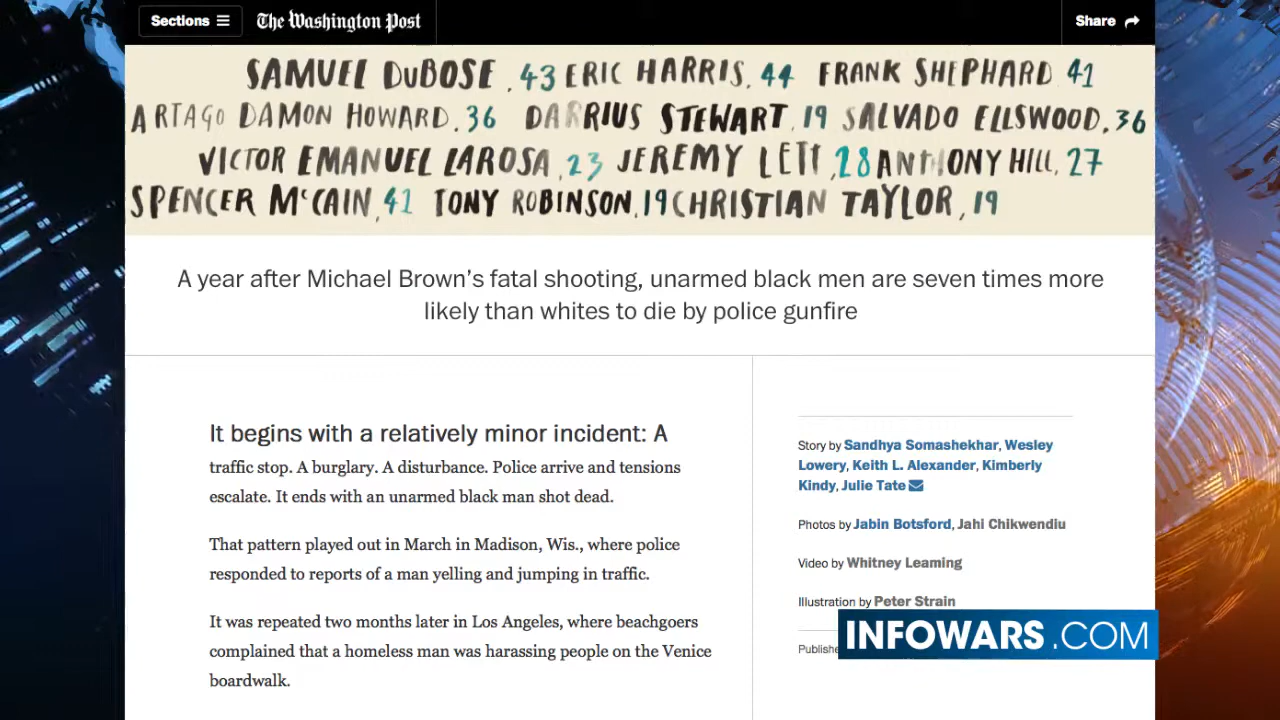 Sections
The Washington Post
Share
SAMUEL DuBOSE, 43 ERIC HARRIS, 44 FRANK SHEPHARD 41
ARTAGO DAMON HOWARD, 36 DARRIUS STEWART, 19 SALVADO ELLSWOOD, 36
VICTOR EMANUEL LAROSA, 23 JEREMY LETT, 28 ANTHONY HILL, 27
SPENCER McCAIN, 41 TONY ROBINSON, 19 CHRISTIAN TAYLOR, 19
A year after Michael Brown’s fatal shooting, unarmed black men are seven times more
likely than whites to die by police gunfire
It begins with a relatively minor incident: A
traffic stop. A burglary. A disturbance. Police arrive and tensions
escalate. It ends with an unarmed black man shot dead.
That pattern played out in March in Madison, Wis., where police
responded to reports of a man yelling and jumping in traffic.
It was repeated two months later in Los Angeles, where beachgoers
complained that a homeless man was harassing people on the Venice
boardwalk.
Story by Sandhya Somashekhar, Wesley
Lowery, Keith L. Alexander, Kimberly
Kindy, Julie Tate
Photos by Jabin Botsford, Jahi Chikwendiu
Video by Whitney Leaming
Illustration by Peter Strain
Publishe
INFOWARS.COM